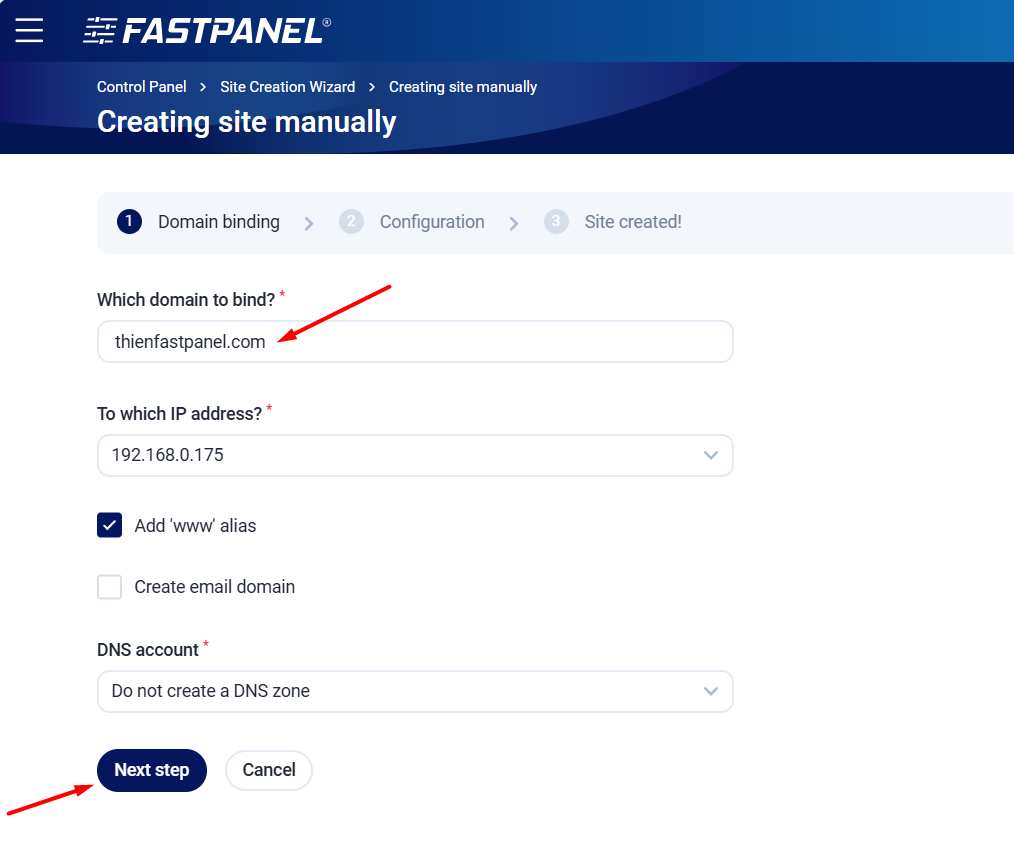 FASTPANEL®
Control Panel > Site Creation Wizard > Creating site manually
Creating site manually
1 Domain binding > 2 Configuration > 3 Site created!
Which domain to bind? *
thienfastpanel.com
To which IP address? *
192.168.0.175
Add 'www' alias
Create email domain
DNS account *
Do not create a DNS zone
Next step Cancel